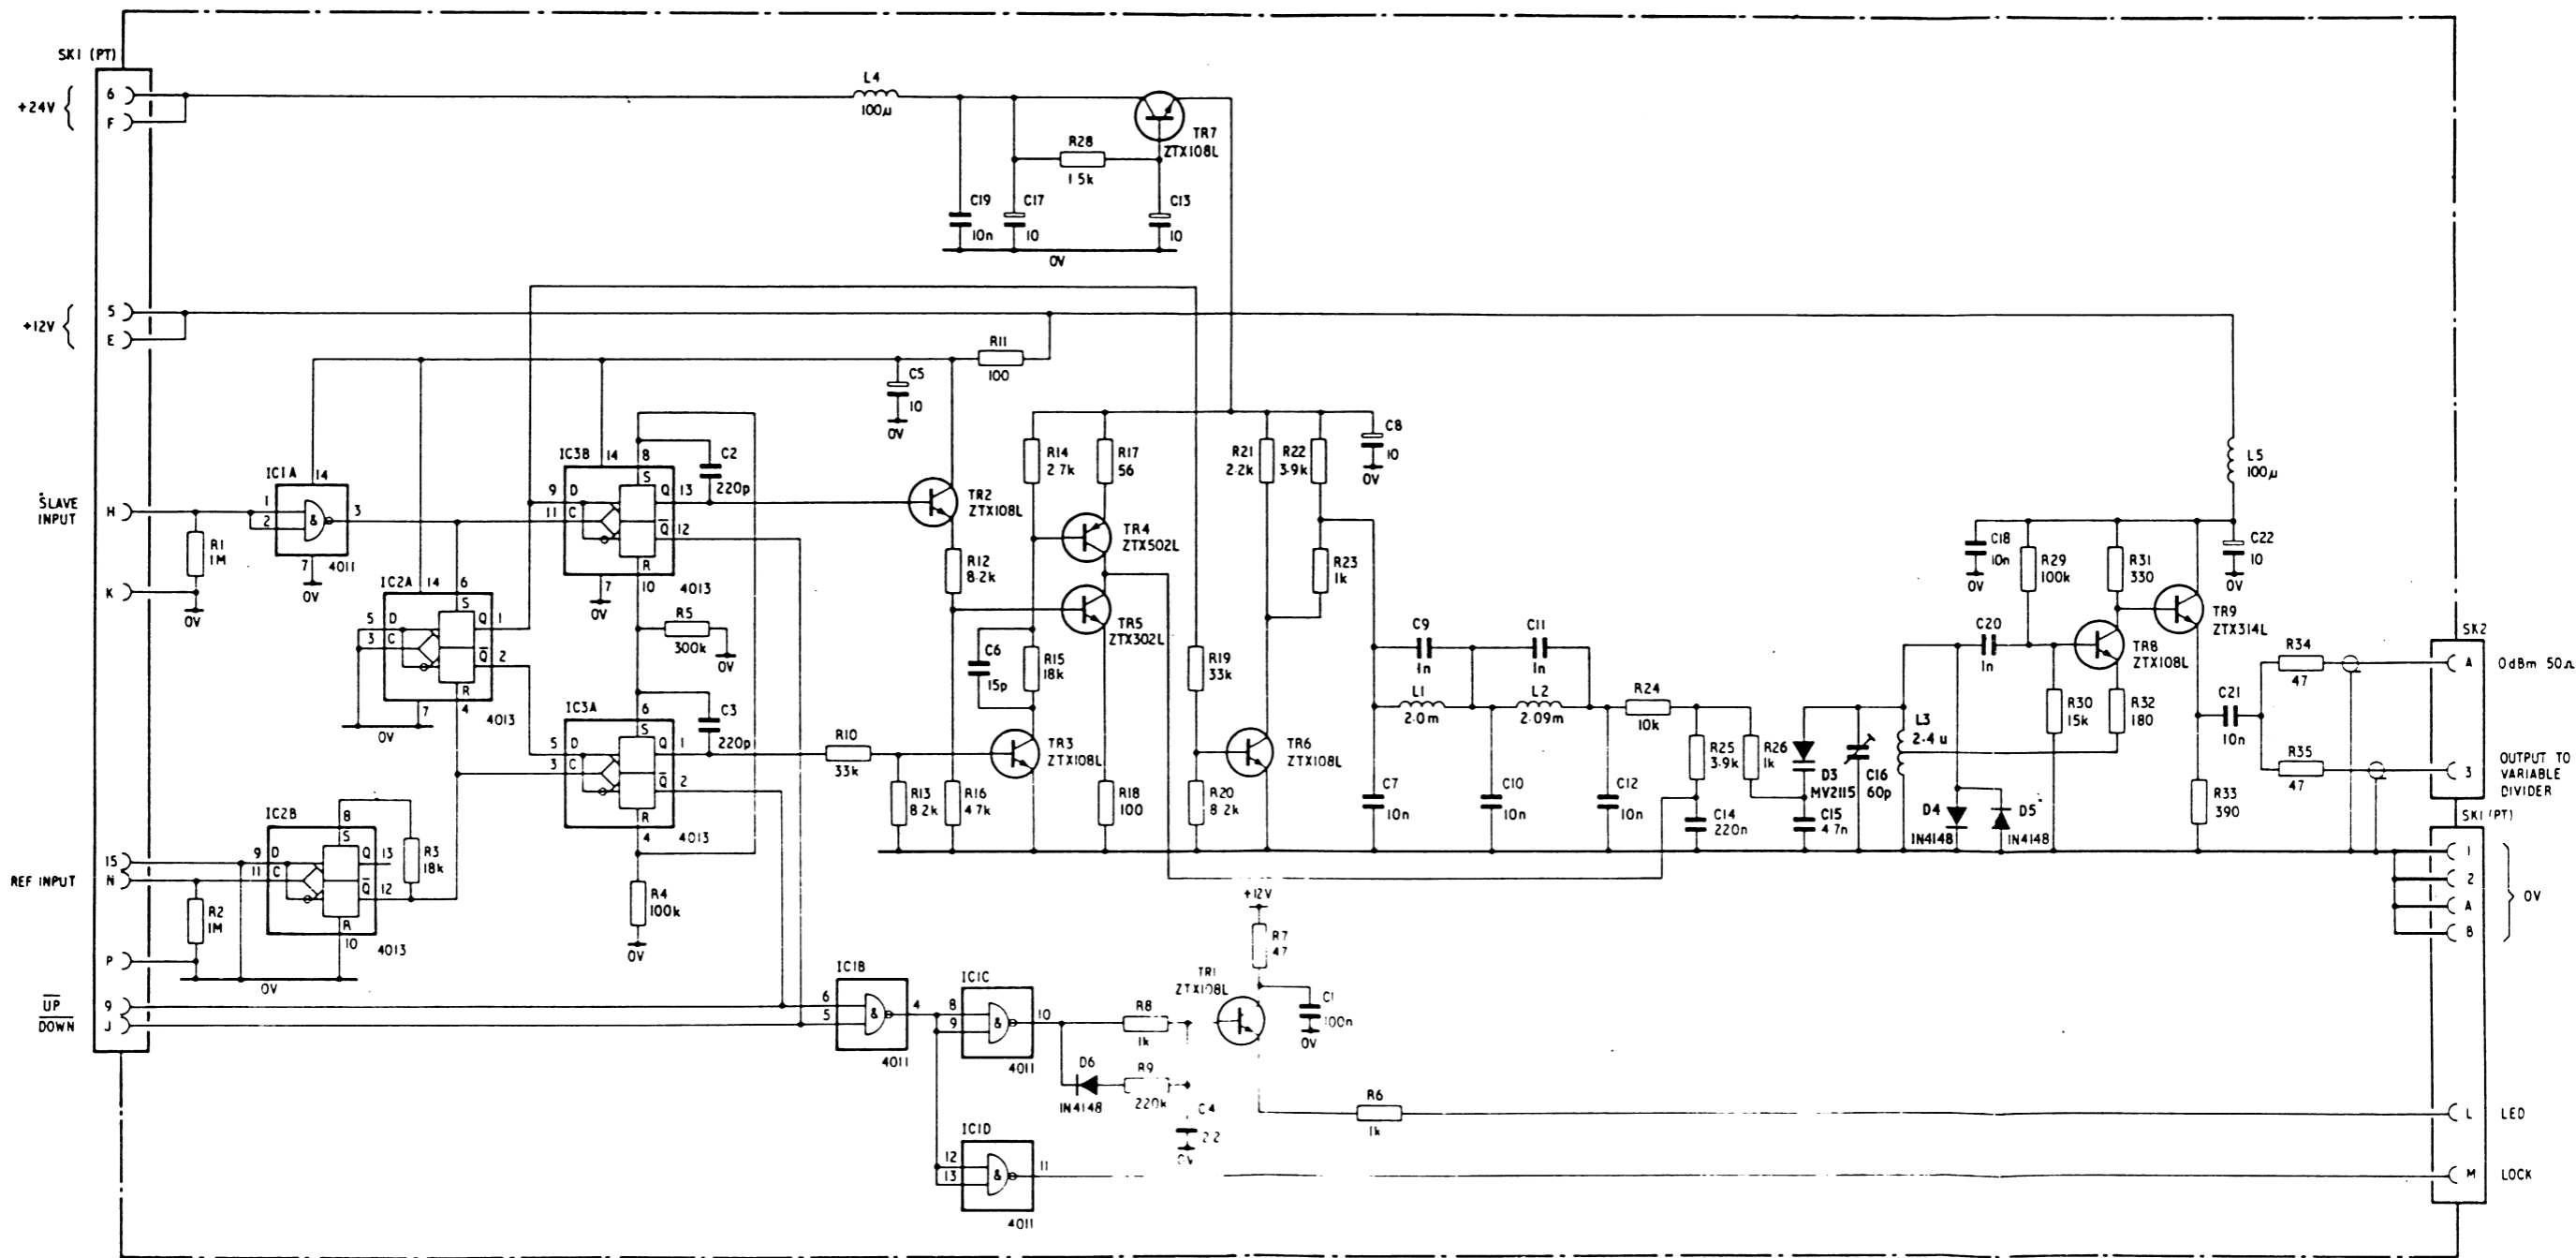 SK1 (PT)
+24V
6
F
L4
100µ
TR7
ZTX108L
R28
1.5k
C19
10n
C17
10
C13
10
0V
+12V
5
E
R11
100
C5
10
0V
SLAVE
INPUT
H
K
R1
1M
0V
IC1A
14
1
2
&
3
7
4011
0V
IC2A
14
6
5
D
3
C
S
Q
1
Q̅
2
R
4
7
4013
0V
IC3B
14
8
9
D
11
C
S
Q
13
Q̅
12
R
7
10
4013
0V
C2
220p
R5
300k
0V
IC3A
6
5
D
3
C
S
Q
1
Q̅
2
R
4
4013
C3
220p
R4
100k
0V
15
N
REF INPUT
P
R2
1M
0V
IC2B
8
9
D
11
C
S
Q
13
Q̅
12
R
10
4013
R3
18k
U̅P̅
9
D̅O̅W̅N̅
J
TR2
ZTX108L
R12
8.2k
R10
33k
R13
8.2k
R16
4.7k
R14
2.7k
R17
56
TR4
ZTX502L
TR5
ZTX302L
C6
15p
R15
18k
TR3
ZTX108L
R18
100
R19
33k
R20
8.2k
TR6
ZTX108L
R21
2.2k
R22
3.9k
C8
10
0V
R23
1k
C9
1n
C11
1n
L1
2.0m
L2
2.09m
C7
10n
C10
10n
C12
10n
R24
10k
R25
3.9k
R26
1k
C14
220n
D3
MV2115
C15
4.7n
C16
60p
L3
2.4u
D4
IN4148
D5
IN4148
C20
1n
C18
10n
0V
R29
100k
R30
15k
R31
330
TR8
ZTX108L
R32
180
TR9
ZTX314L
L5
100µ
C22
10
0V
C21
10n
R33
390
R34
47
R35
47
SK2
A
0dBm 50Ω
3
OUTPUT TO
VARIABLE
DIVIDER
SK1 (PT)
1
2
A
B
0V
IC1B
6
5
&
4
4011
IC1C
8
9
&
10
4011
IC1D
12
13
&
11
4011
R8
1k
D6
IN4148
R9
220k
C4
2.2
0V
+12V
R7
47
TR1
ZTX108L
C1
100n
0V
R6
1k
L
LED
M
LOCK